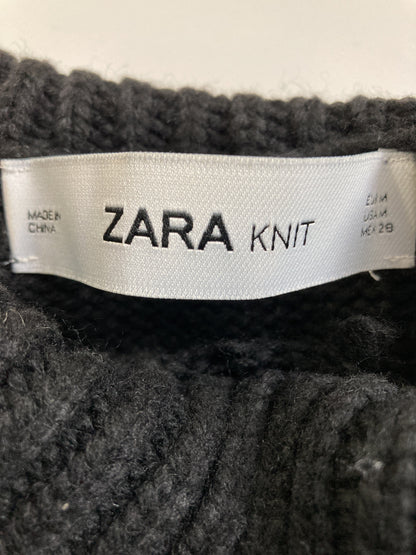 MADE IN
CHINA
ZARA KNIT
EUR M
USA M
MEX 28